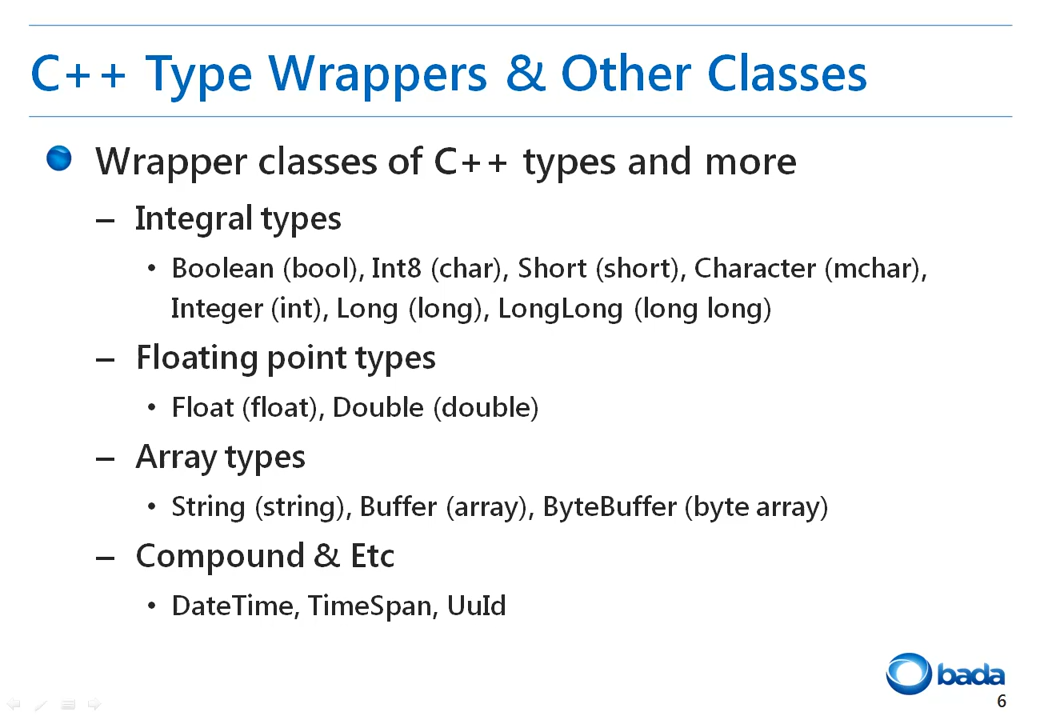 C++ Type Wrappers & Other Classes
Wrapper classes of C++ types and more
– Integral types
• Boolean (bool), Int8 (char), Short (short), Character (mchar),
Integer (int), Long (long), LongLong (long long)
– Floating point types
• Float (float), Double (double)
– Array types
• String (string), Buffer (array), ByteBuffer (byte array)
– Compound & Etc
• DateTime, TimeSpan, UuId
bada
6